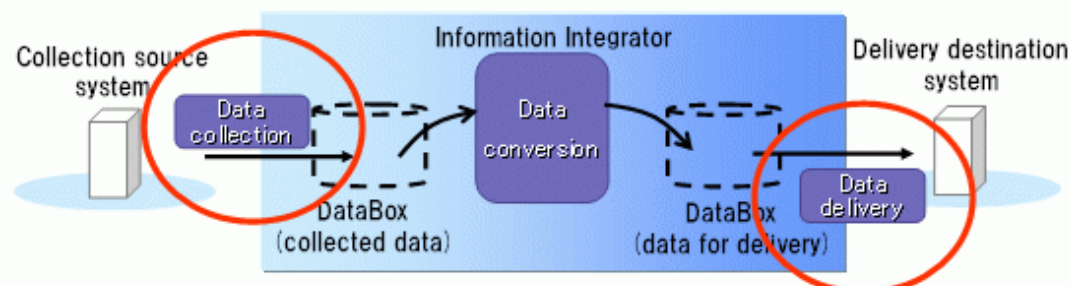 Collection source
system
Data
collection
Information Integrator
Data
conversion
DataBox
(collected data)
DataBox
(data for delivery)
Delivery destination
system
Data
delivery